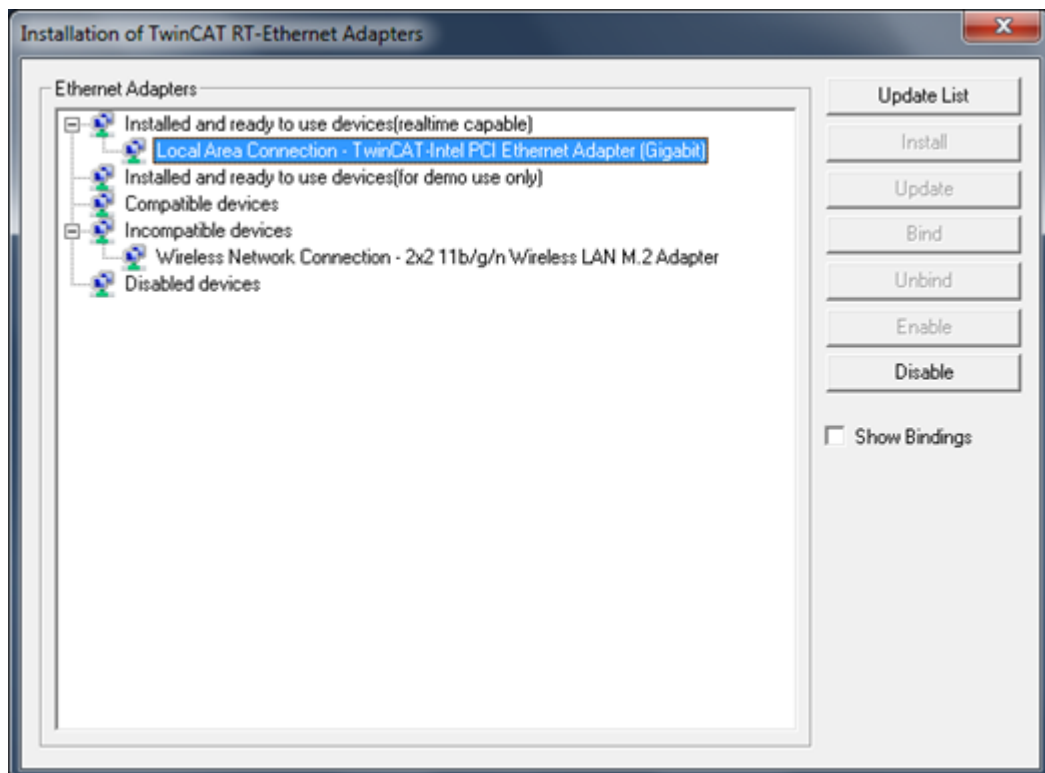 Installation of TwinCAT RT-Ethernet Adapters
Ethernet Adapters
Installed and ready to use devices(realtime capable)
Local Area Connection - TwinCAT-Intel PCI Ethernet Adapter (Gigabit)
Installed and ready to use devices(for demo use only)
Compatible devices
Incompatible devices
Wireless Network Connection - 2x2 11b/g/n Wireless LAN M.2 Adapter
Disabled devices
Update List
Install
Update
Bind
Unbind
Enable
Disable
Show Bindings